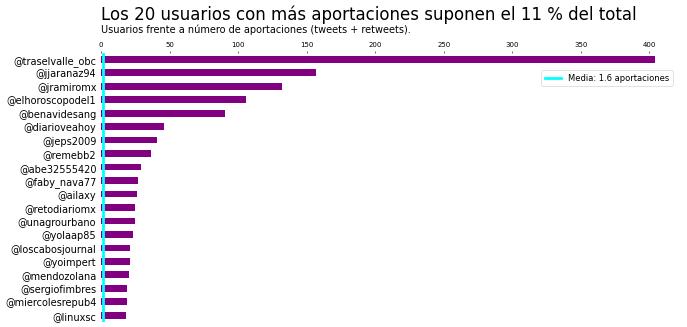 Los 20 usuarios con más aportaciones suponen el 11 % del total
Usuarios frente a número de aportaciones (tweets + retweets).
0 50 100 150 200 250 300 350 400
@traselvalle_obc
@jjaranaz94
Media: 1.6 aportaciones
@jramiromx
@elhoroscopodel1
@benavidesang
@diarioveahoy
@jeps2009
@remebb2
@abe32555420
@faby_nava77
@ailaxy
@retodiariomx
@unagrourbano
@yolaap85
@loscabosjournal
@yoimpert
@mendozolana
@sergiofimbres
@miercolesrepub4
@linuxsc